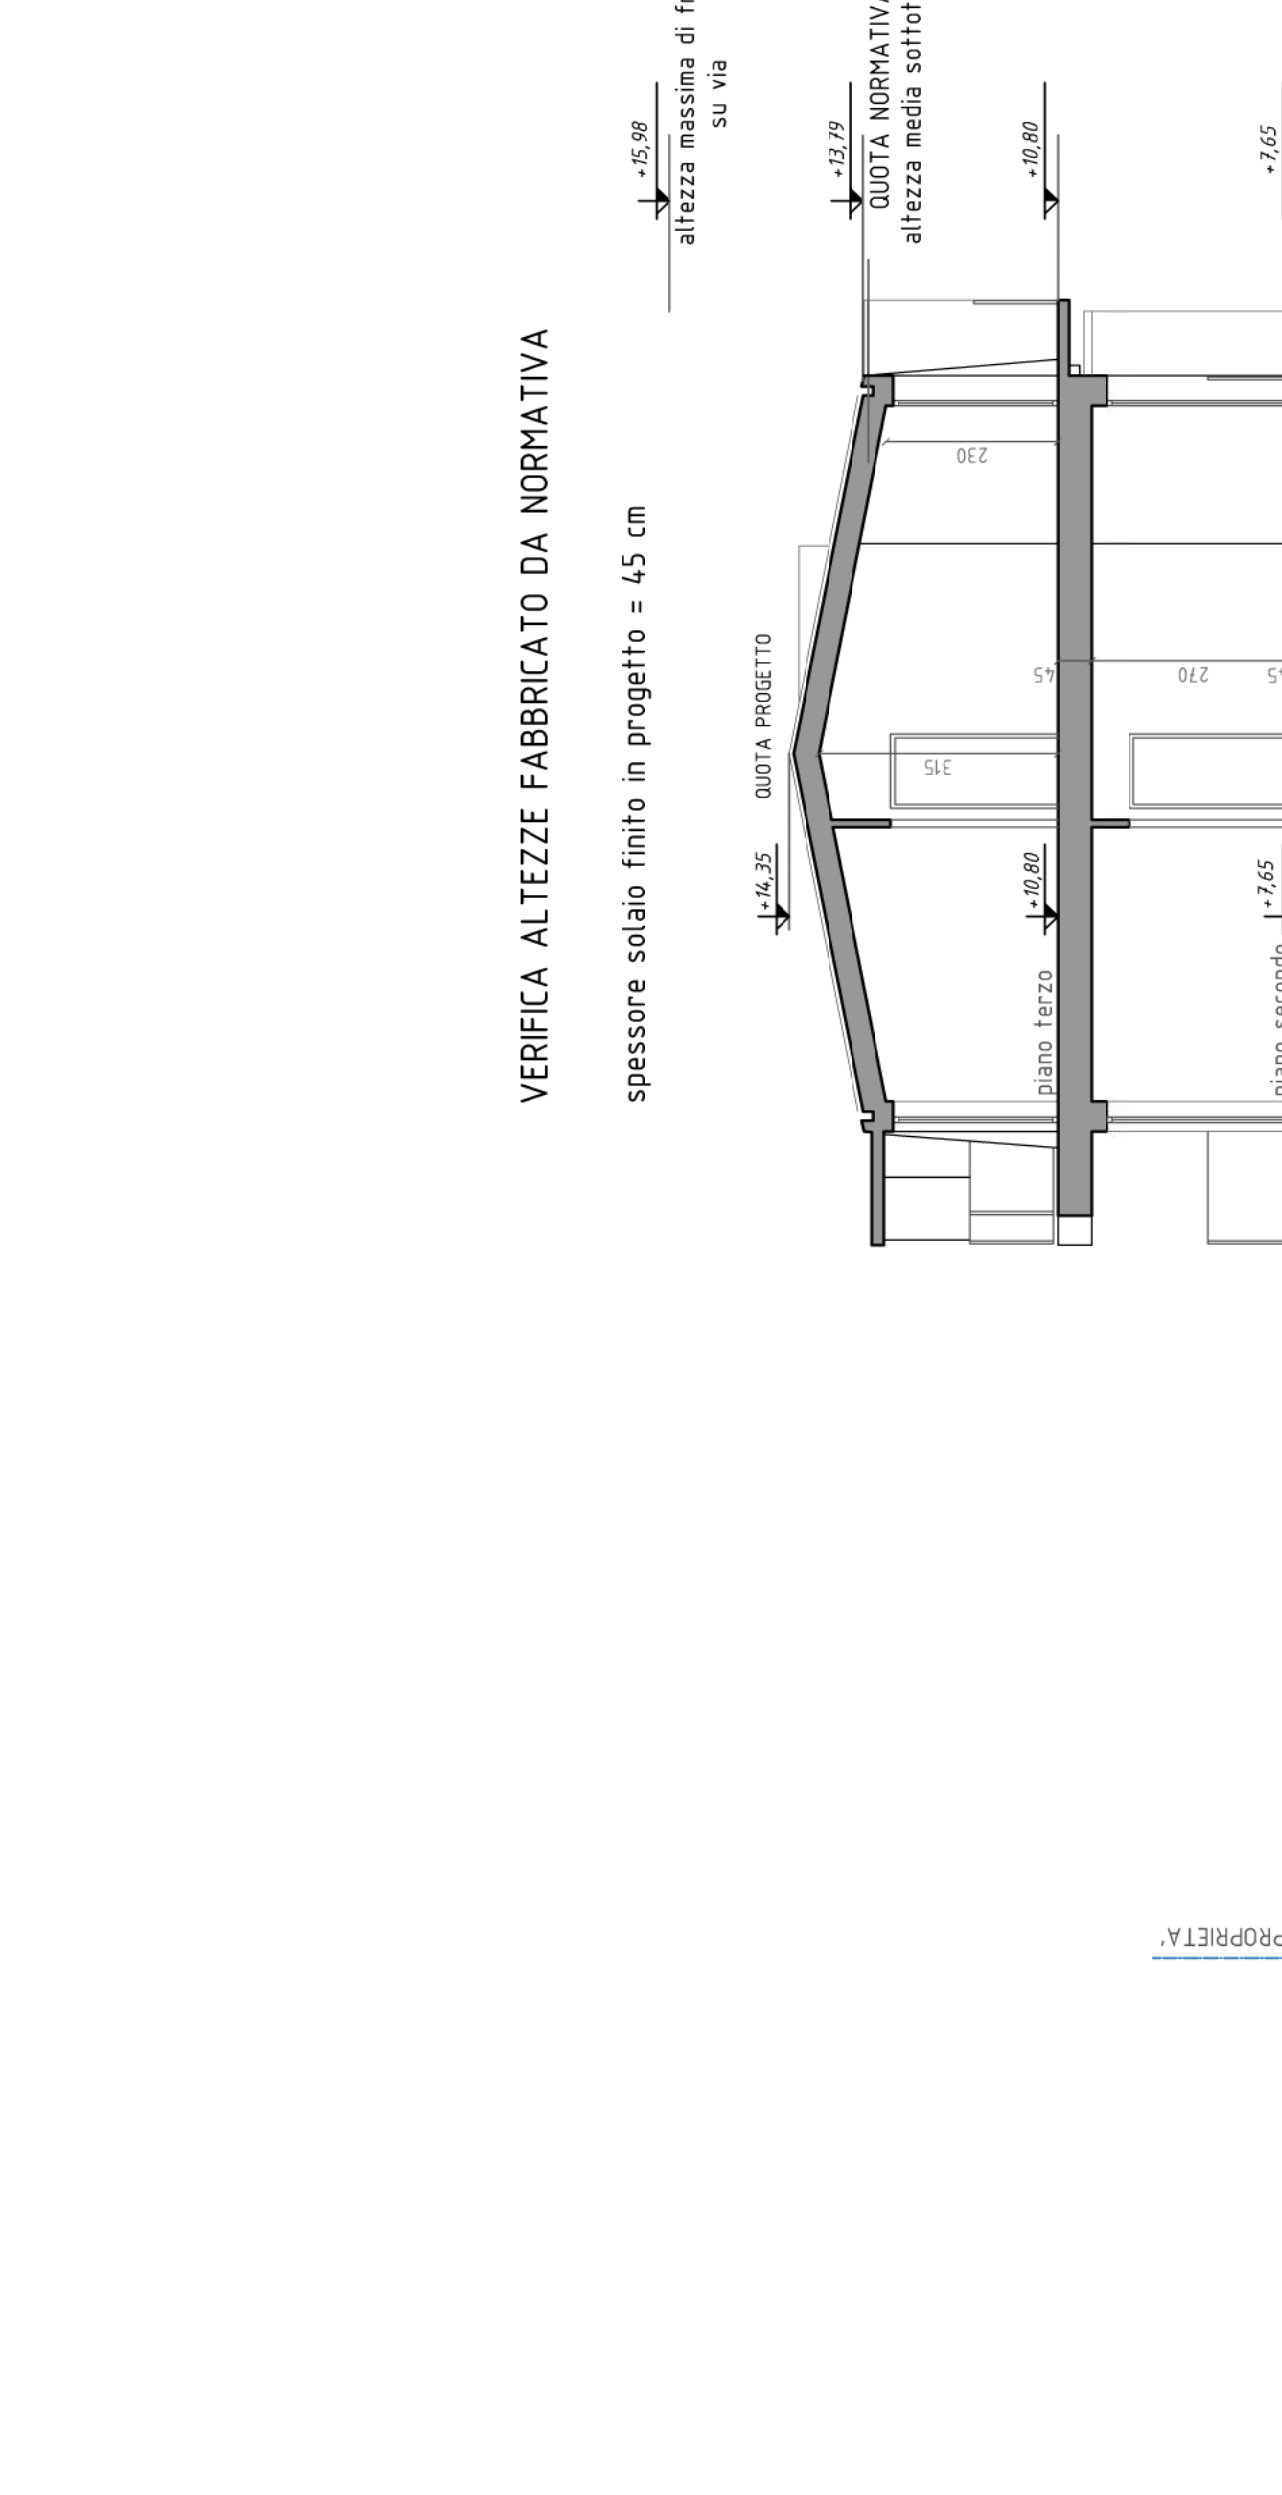 VERIFICA ALTEZZE FABBRICATO DA NORMATIVA
spessore solaio finito in progetto = 45 cm
+15,98
altezza massima di
su via
QUOTA PROGETTO
+14,35
+13,79
QUOTA NORMATIVA
altezza media
230
315
+10,80
+10,80
piano terzo
45
270
+7,65
+7,65
piano secondo
PROPRIETA'